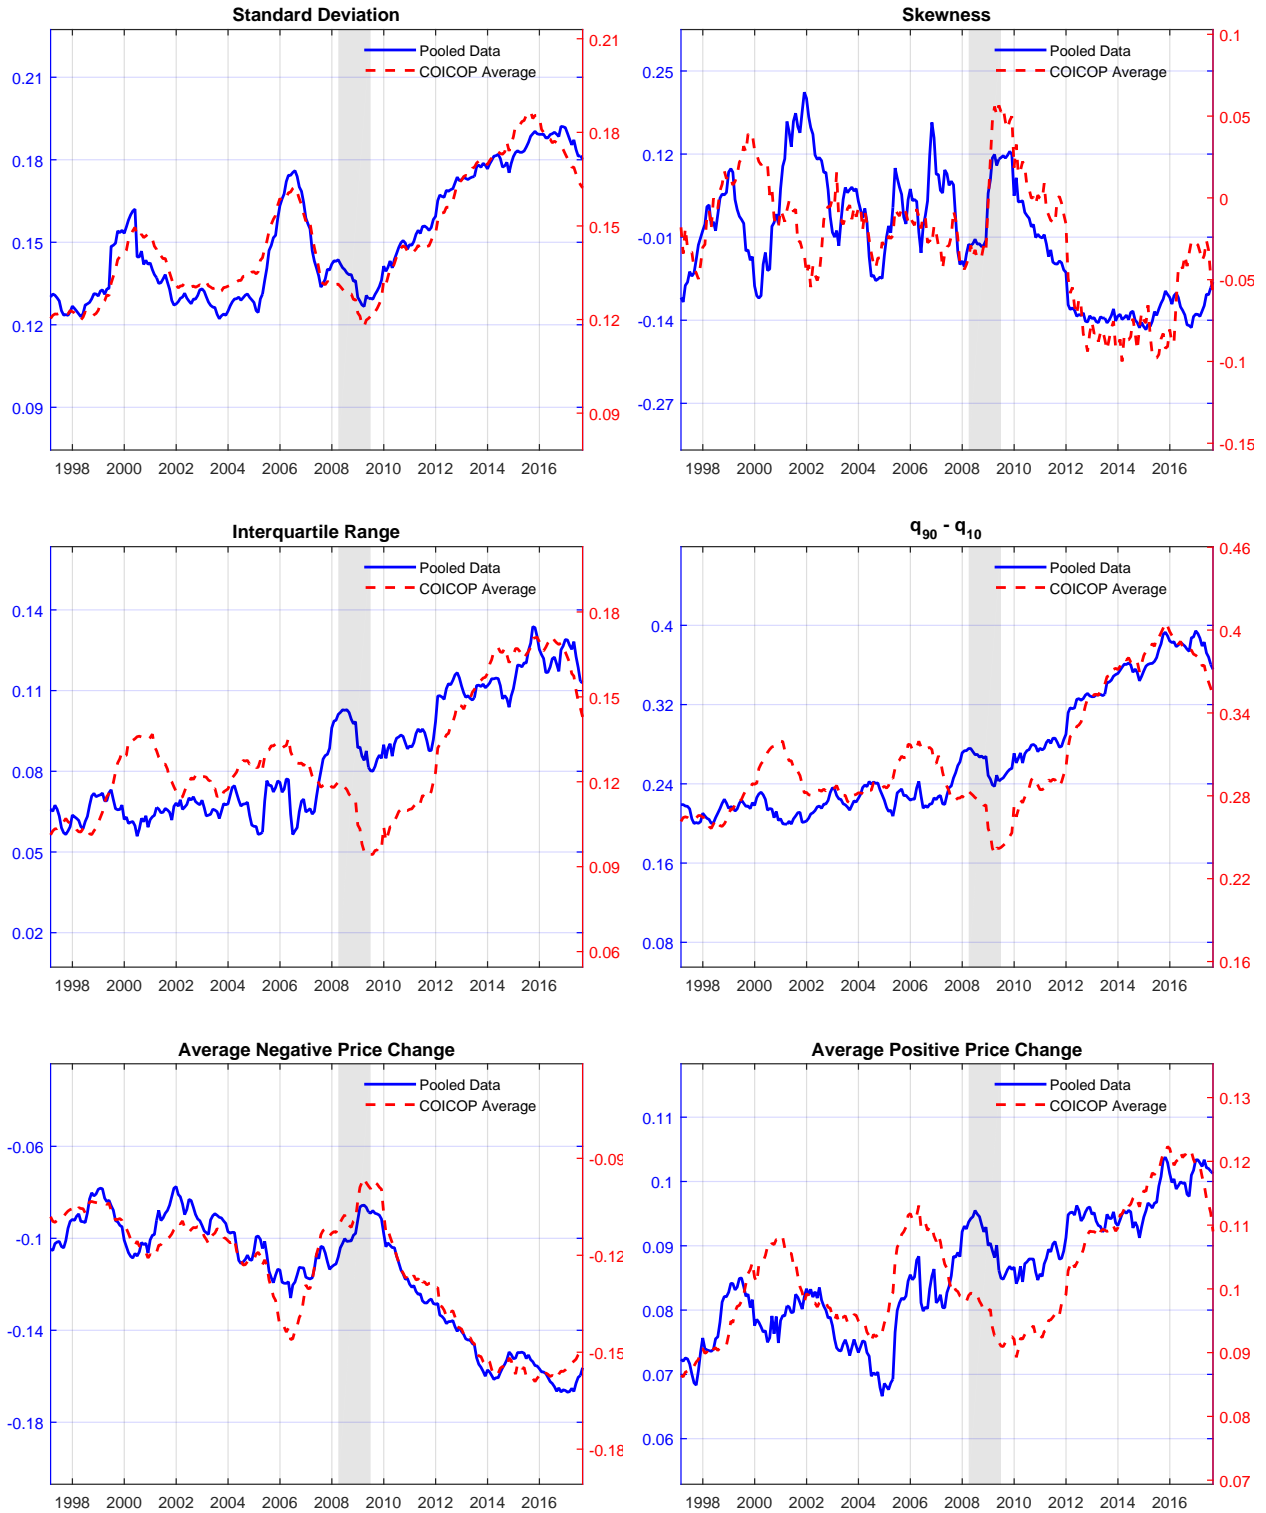 Standard Deviation
Pooled Data
COICOP Average
0.21
0.18
0.15
0.12
0.09
0.21
0.18
0.15
0.12
0.09
1998 2000 2002 2004 2006 2008 2010 2012 2014 2016
Skewness
Pooled Data
COICOP Average
0.25
0.12
-0.01
-0.14
-0.27
0.1
0.05
0
-0.05
-0.1
-0.15
1998 2000 2002 2004 2006 2008 2010 2012 2014 2016
Interquartile Range
Pooled Data
COICOP Average
0.14
0.11
0.08
0.05
0.02
0.18
0.15
0.12
0.09
0.06
1998 2000 2002 2004 2006 2008 2010 2012 2014 2016
q90 - q10
Pooled Data
COICOP Average
0.4
0.32
0.24
0.16
0.08
0.46
0.4
0.34
0.28
0.22
0.16
1998 2000 2002 2004 2006 2008 2010 2012 2014 2016
Average Negative Price Change
Pooled Data
COICOP Average
-0.06
-0.1
-0.14
-0.18
-0.09
-0.12
-0.15
-0.18
1998 2000 2002 2004 2006 2008 2010 2012 2014 2016
Average Positive Price Change
Pooled Data
COICOP Average
0.11
0.1
0.09
0.08
0.07
0.06
0.13
0.12
0.11
0.1
0.09
0.08
0.07
1998 2000 2002 2004 2006 2008 2010 2012 2014 2016